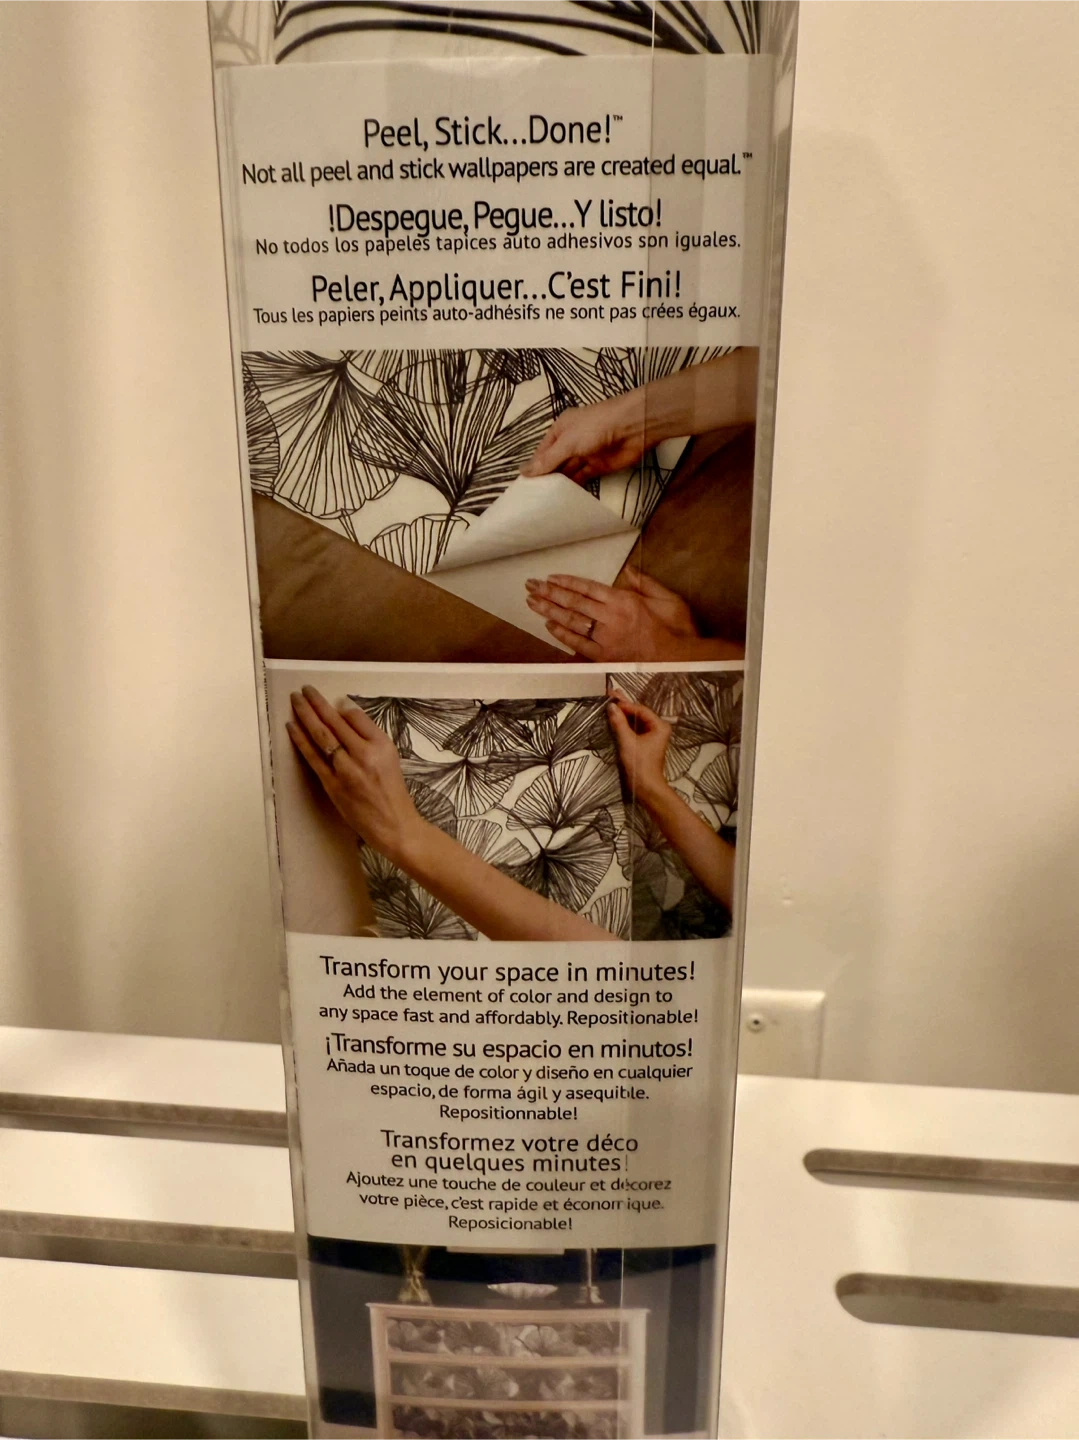 Peel, Stick...Done!™
Not all peel and stick wallpapers are created equal.™
!Despegue, Pegue...Y listo!
No todos los papeles tapices auto adhesivos son iguales.
Peler, Appliquer...C'est Fini!
Tous les papiers peints auto-adhésifs ne sont pas crées égaux.
Transform your space in minutes!
Add the element of color and design to
any space fast and affordably. Repositionable!
¡Transforme su espacio en minutos!
Añada un toque de color y diseño en cualquier
espacio, de forma ágil y asequible.
Repositionnable!
Transformez votre déco
en quelques minutes!
Ajoutez une touche de couleur et décorez
votre pièce, c'est rapide et économique.
Reposicionable!